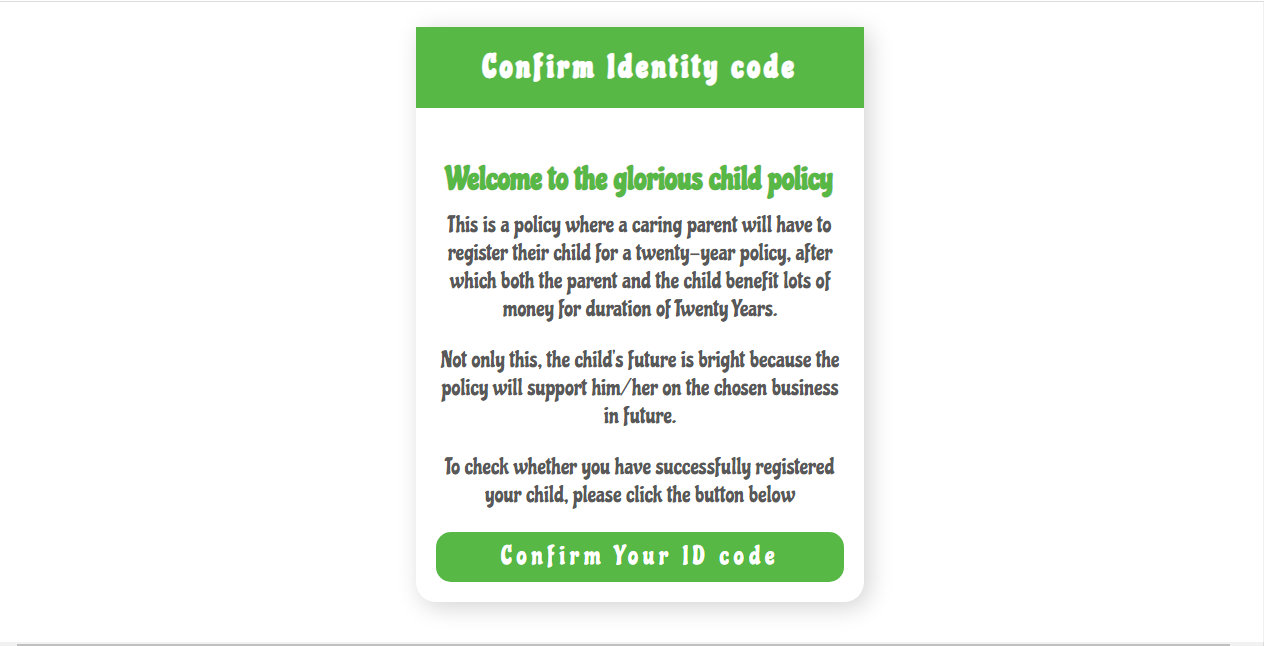 Confirm Identity code
Welcome to the glorious child policy
This is a policy where a caring parent will have to
register their child for a twenty-year policy, after
which both the parent and the child benefit lots of
money for duration of Twenty Years.
Not only this, the child's future is bright because the
policy will support him/her on the chosen business
in future.
To check whether you have successfully registered
your child, please click the button below
Confirm Your ID code